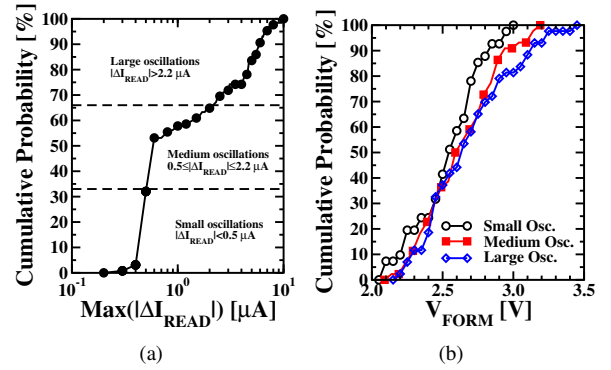 Cumulative Probability [%]
100
90
80
70
60
50
40
30
20
10
0
Large oscillations
|ΔI_READ|>2.2 μA
Medium oscillations
0.5≤|ΔI_READ|≤2.2 μA
Small oscillations
|ΔI_READ|<0.5 μA
10^-1 10^0 10^1
Max(|ΔI_READ|) [μA]
(a)
Cumulative Probability [%]
100
90
80
70
60
50
40
30
20
10
0
Small Osc.
Medium Osc.
Large Osc.
2.0 2.5 3.0 3.5
V_FORM [V]
(b)